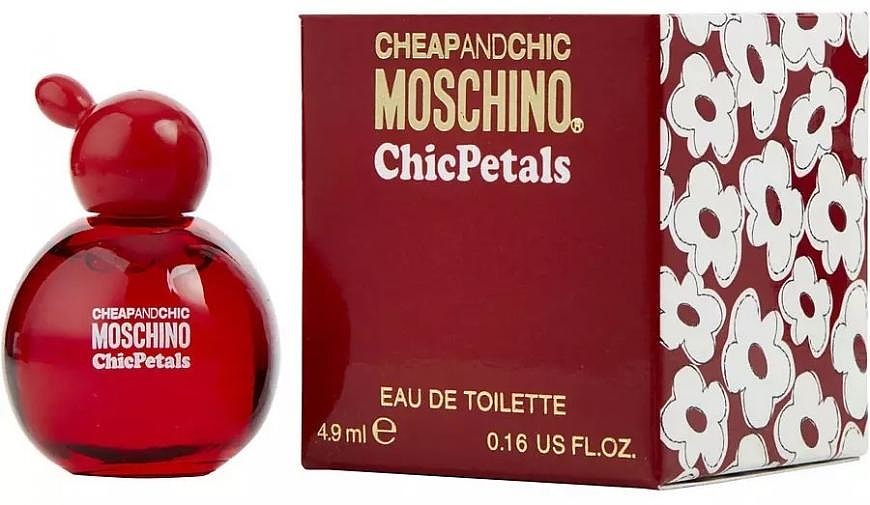 CHEAPANDCHIC
MOSCHINO
ChicPetals
CHEAPANDCHIC
MOSCHINO®
ChicPetals
EAU DE TOILETTE
4.9 ml ℮
0.16 US FL.OZ.